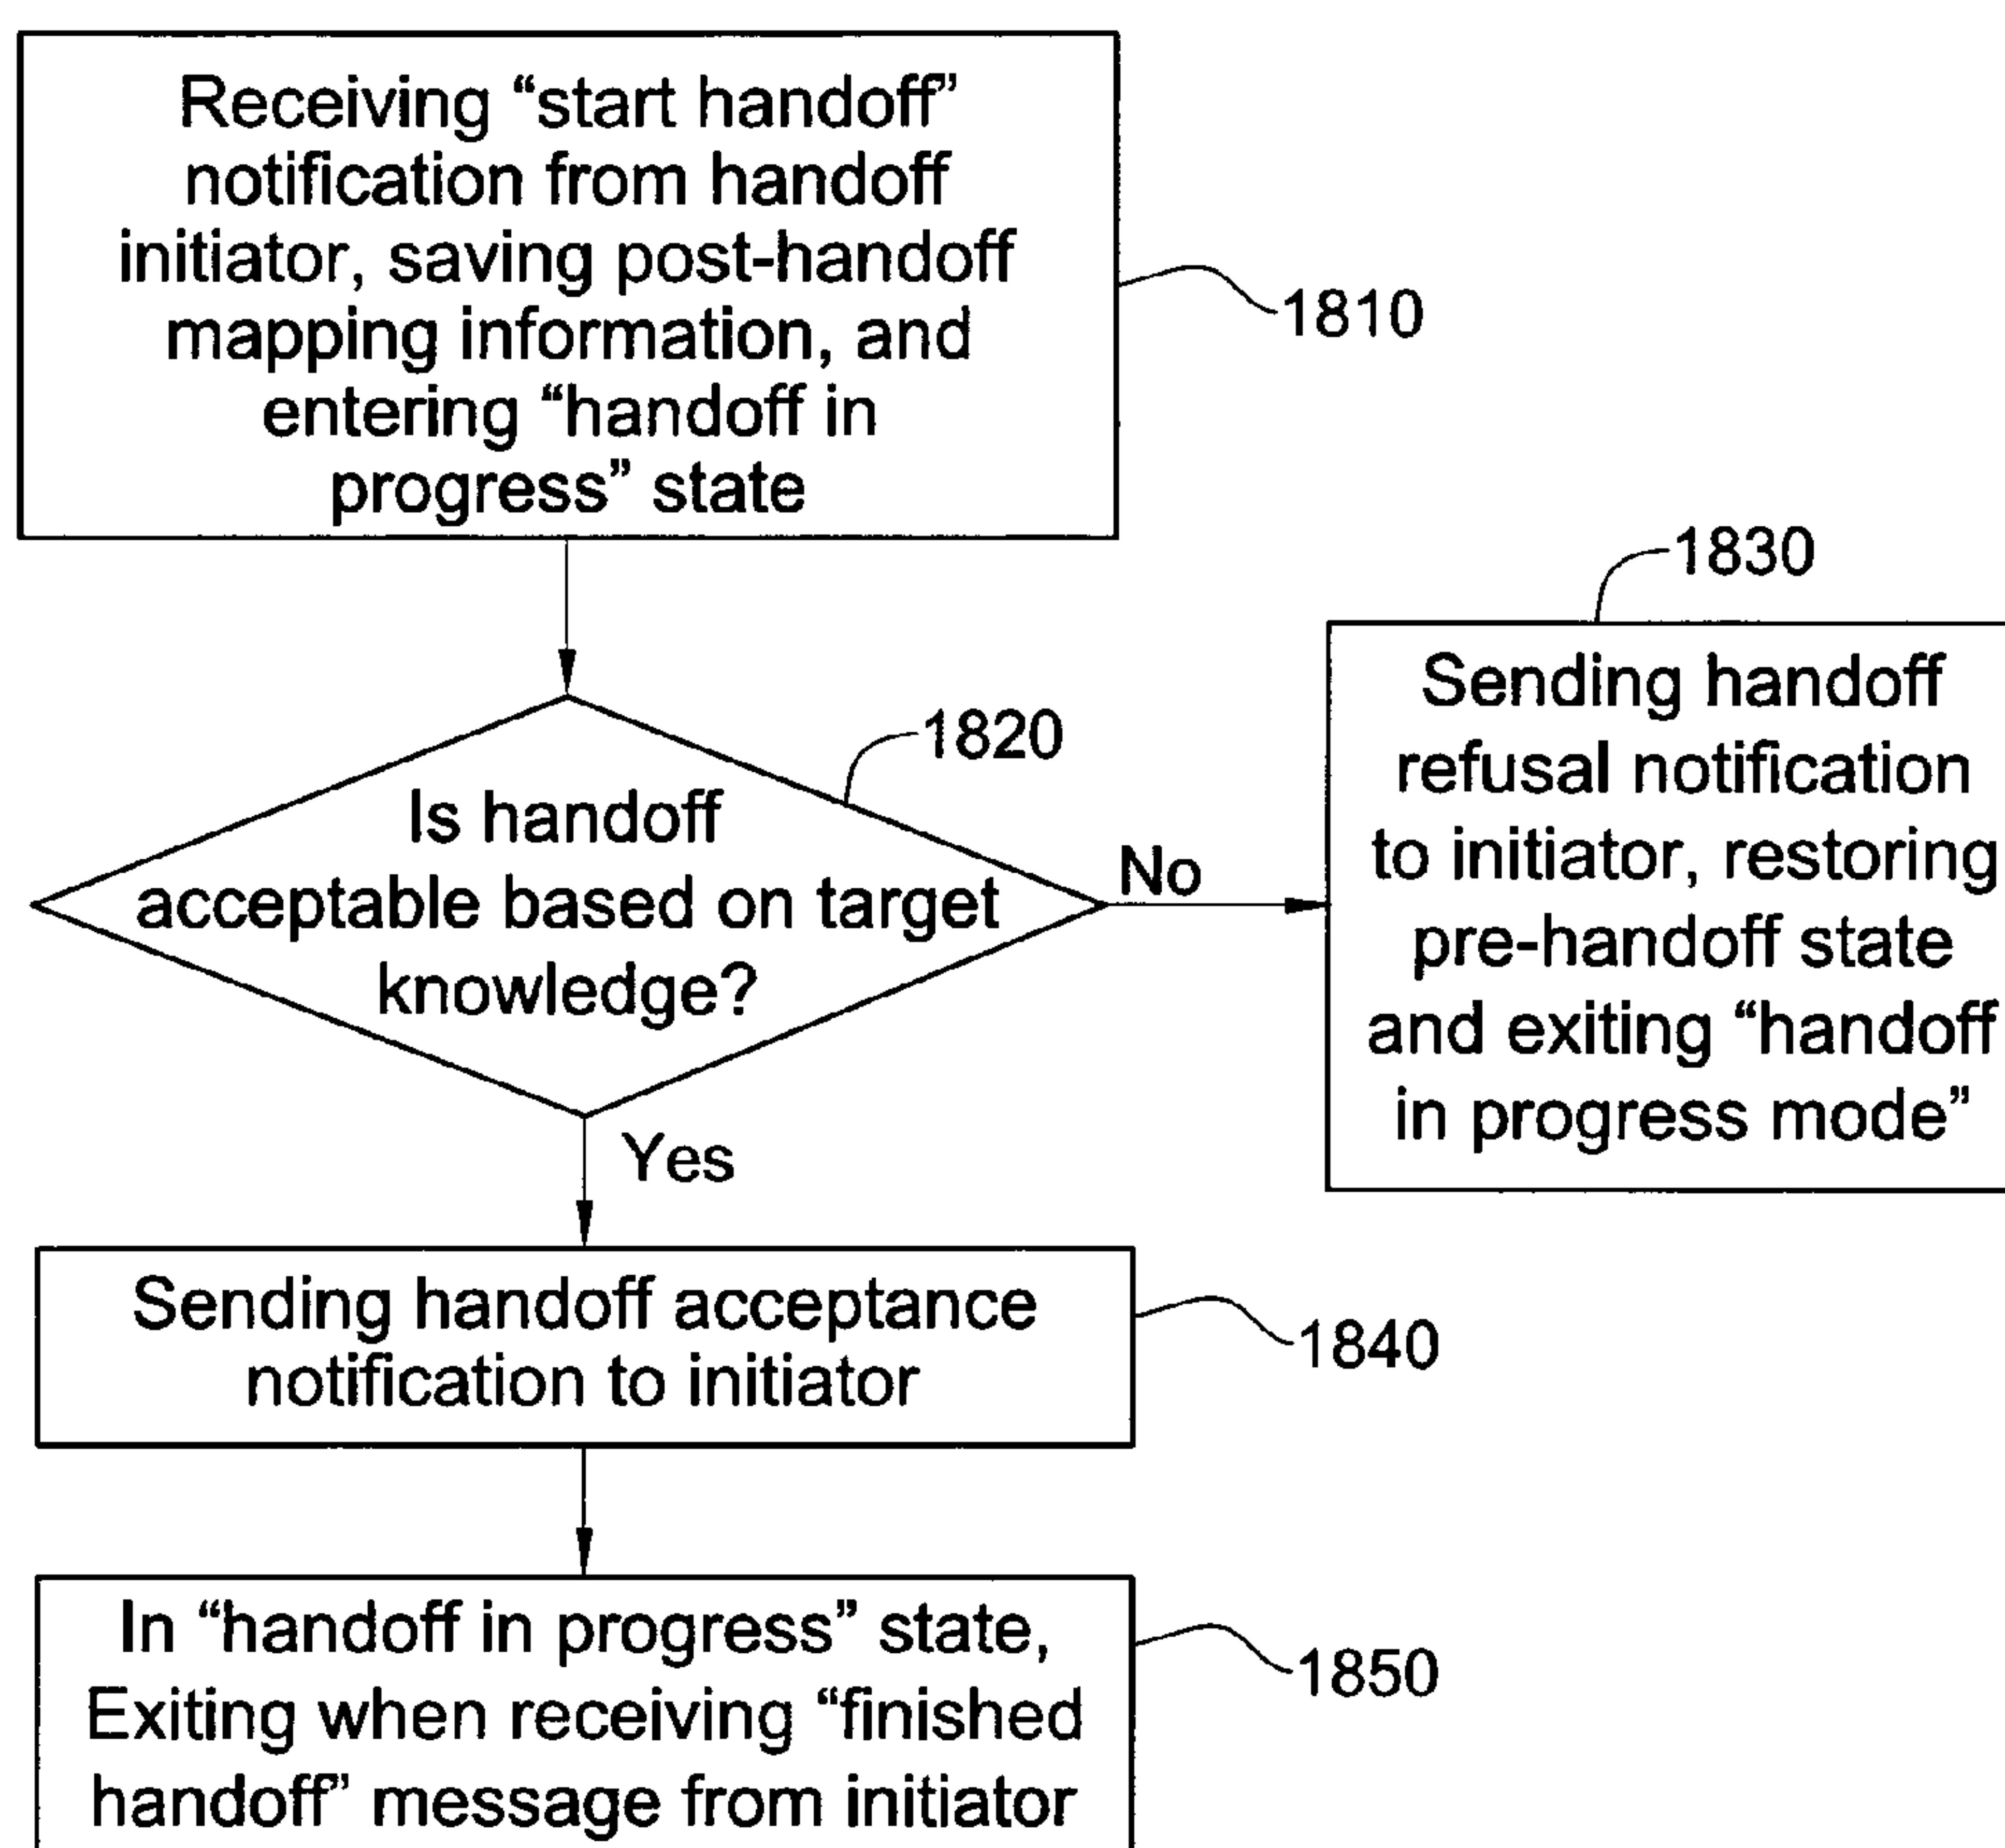 Receiving “start handoff”
notification from handoff
initiator, saving post-handoff
mapping information, and
entering “handoff in
progress” state
1810
1820
Is handoff
acceptable based on target
knowledge?
No
Yes
1830
Sending handoff
refusal notification
to initiator, restoring
pre-handoff state
and exiting “handoff
in progress mode”
Sending handoff acceptance
notification to initiator
1840
In “handoff in progress” state,
Exiting when receiving “finished
handoff” message from initiator
1850